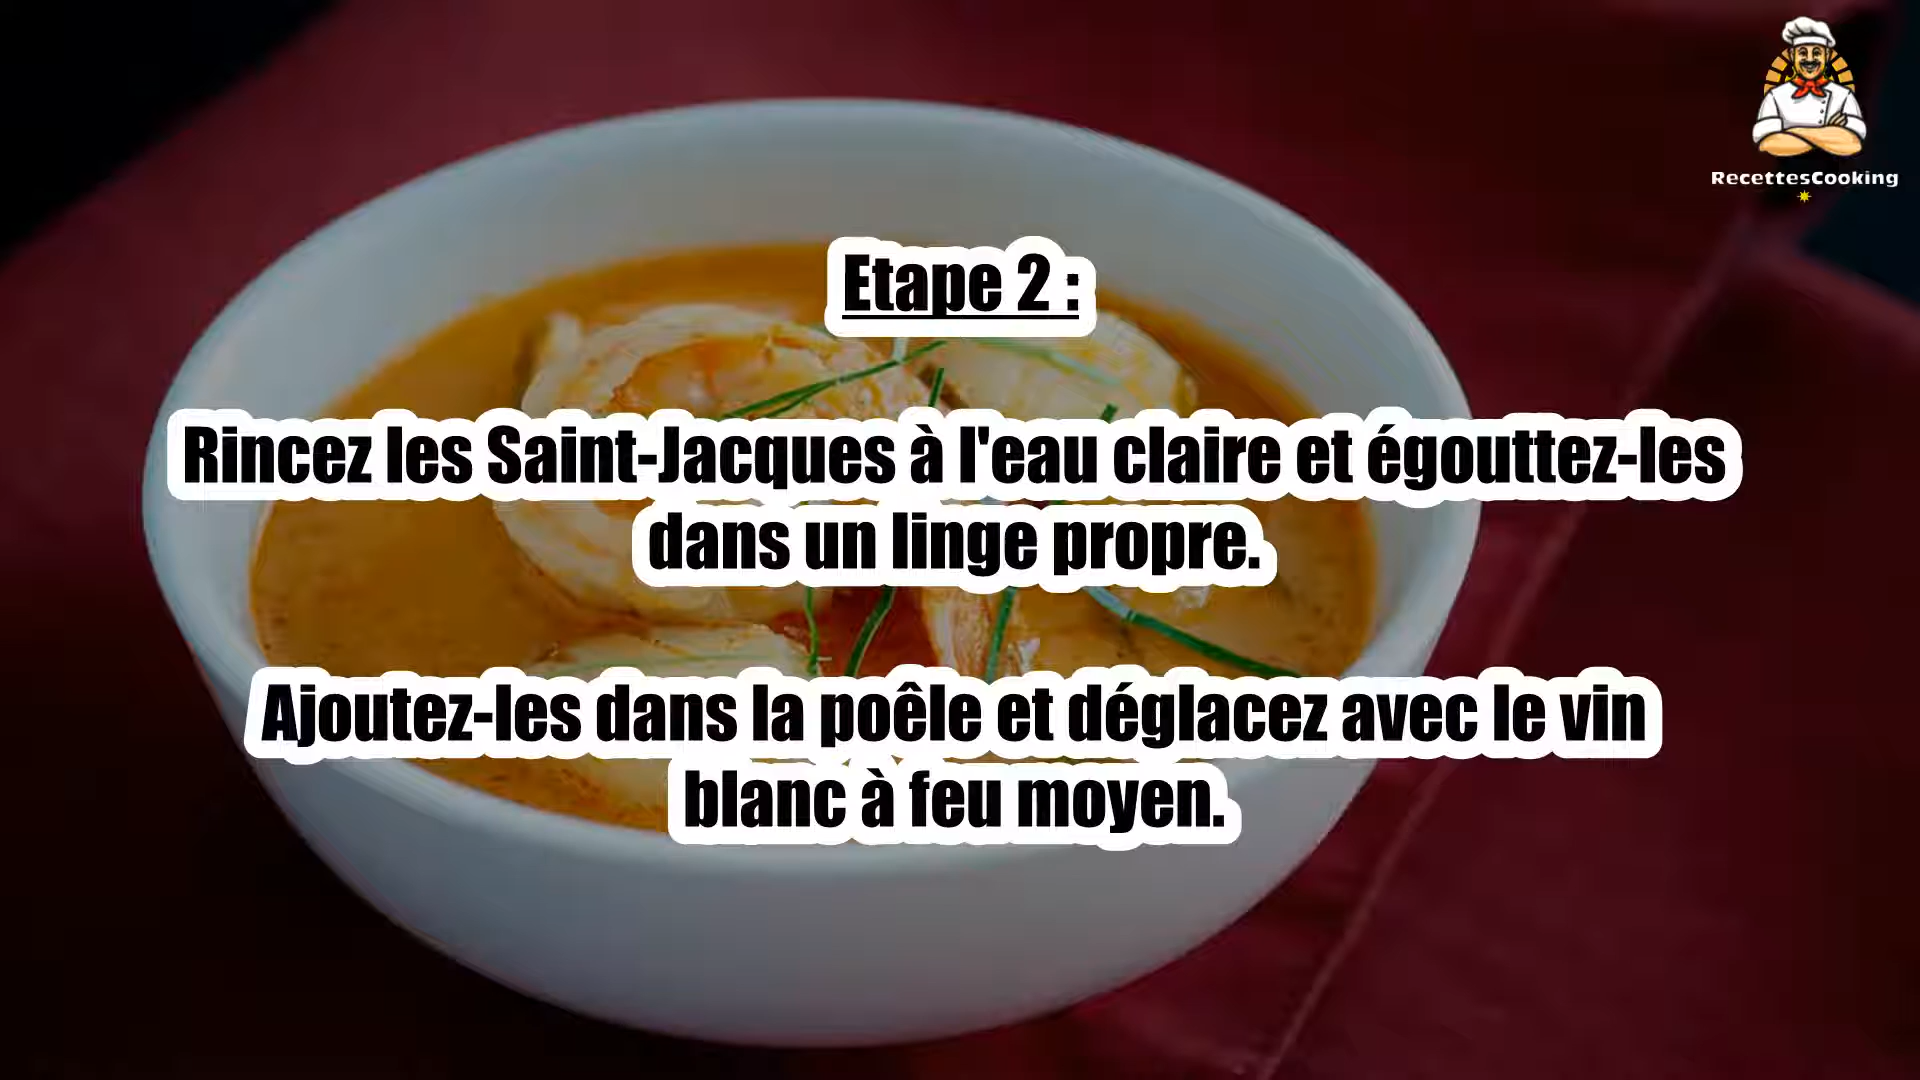 RecettesCooking
Etape 2 :
Rincez les Saint-Jacques à l'eau claire et égouttez-les
dans un linge propre.
Ajoutez-les dans la poêle et déglacez avec le vin
blanc à feu moyen.